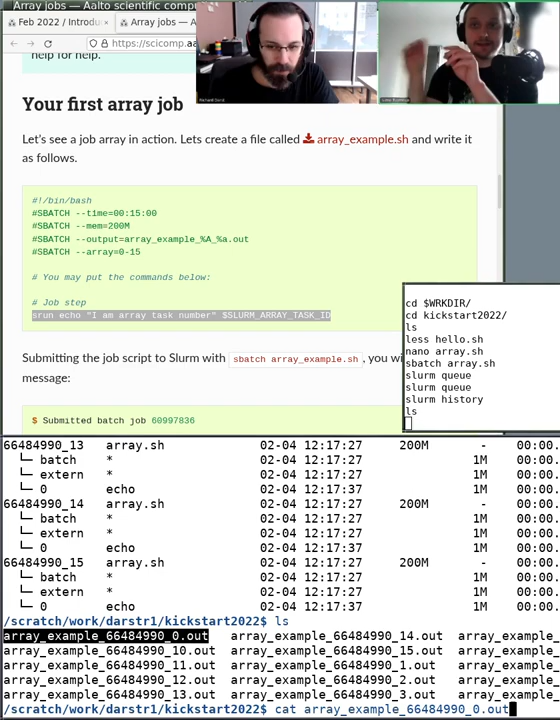 Array jobs — Aalto scientific comp
Feb 2022 / Introdu
Array jobs —
https://scicomp.aa
help for help.
Your first array job
Let's see a job array in action. Lets create a file called array_example.sh and write it
as follows.
#!/bin/bash
#SBATCH --time=00:15:00
#SBATCH --mem=200M
#SBATCH --output=array_example_%A_%a.out
#SBATCH --array=0-15
# You may put the commands below:
# Job step
srun echo "I am array task number" $SLURM_ARRAY_TASK_ID
Submitting the job script to Slurm with sbatch array_example.sh, you wi
message:
$ Submitted batch job 60997836
cd $WRKDIR/
cd kickstart2022/
ls
less hello.sh
nano array.sh
sbatch array.sh
slurm queue
slurm queue
slurm history
ls
66484990_13 array.sh 02-04 12:17:27 200M - 00:00.
└─ batch * 02-04 12:17:27 1M 00:00.
└─ extern * 02-04 12:17:27 1M 00:00.
└─ 0 echo 02-04 12:17:37 1M 00:00.
66484990_14 array.sh 02-04 12:17:27 200M - 00:00.
└─ batch * 02-04 12:17:27 1M 00:00.
└─ extern * 02-04 12:17:27 1M 00:00.
└─ 0 echo 02-04 12:17:37 1M 00:00.
66484990_15 array.sh 02-04 12:17:27 200M - 00:00.
└─ batch * 02-04 12:17:27 1M 00:00.
└─ extern * 02-04 12:17:27 1M 00:00.
└─ 0 echo 02-04 12:17:37 1M 00:00.
/scratch/work/darstr1/kickstart2022$ ls
array_example_66484990_0.out array_example_66484990_14.out array_example_
array_example_66484990_10.out array_example_66484990_15.out array_example_
array_example_66484990_11.out array_example_66484990_1.out array_example_
array_example_66484990_12.out array_example_66484990_2.out array_example_
array_example_66484990_13.out array_example_66484990_3.out array_example_
/scratch/work/darstr1/kickstart2022$ cat array_example_66484990_0.out